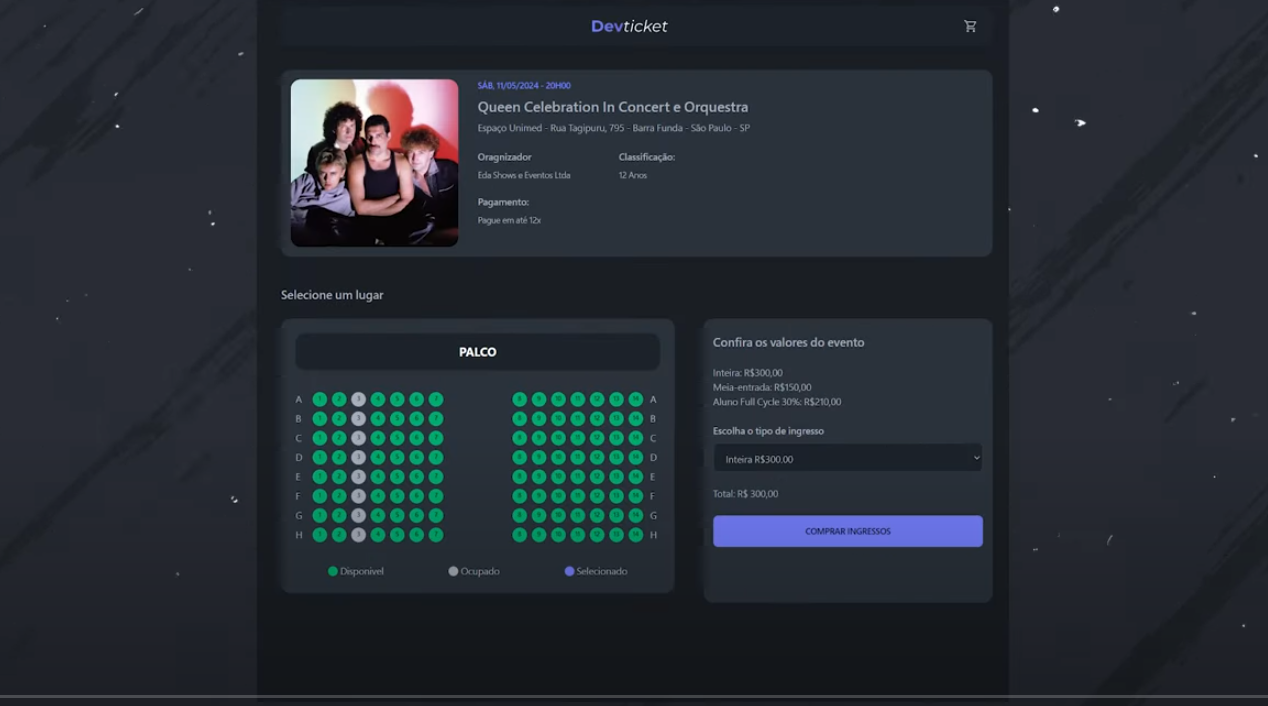 Devticket
SÁB, 11/05/2024 - 20H00
Queen Celebration In Concert e Orquestra
Espaço Unimed - Rua Tagipuru, 795 - Barra Funda - São Paulo - SP
Oragnizador Classificação:
Eda Shows e Eventos Ltda 12 Anos
Pagamento:
Pague em até 12x
Selecione um lugar
PALCO
A 1 2 3 4 5 6 7 8 9 10 11 12 13 14 A
B 1 2 3 4 5 6 7 8 9 10 11 12 13 14 B
C 1 2 3 4 5 6 7 8 9 10 11 12 13 14 C
D 1 2 3 4 5 6 7 8 9 10 11 12 13 14 D
E 1 2 3 4 5 6 7 8 9 10 11 12 13 14 E
F 1 2 3 4 5 6 7 8 9 10 11 12 13 14 F
G 1 2 3 4 5 6 7 8 9 10 11 12 13 14 G
H 1 2 3 4 5 6 7 8 9 10 11 12 13 14 H
Disponível Ocupado Selecionado
Confira os valores do evento
Inteira: R$300,00
Meia-entrada: R$150,00
Aluno Full Cycle 30%: R$210,00
Escolha o tipo de ingresso
Inteira R$300.00
Total: R$ 300,00
COMPRAR INGRESSOS